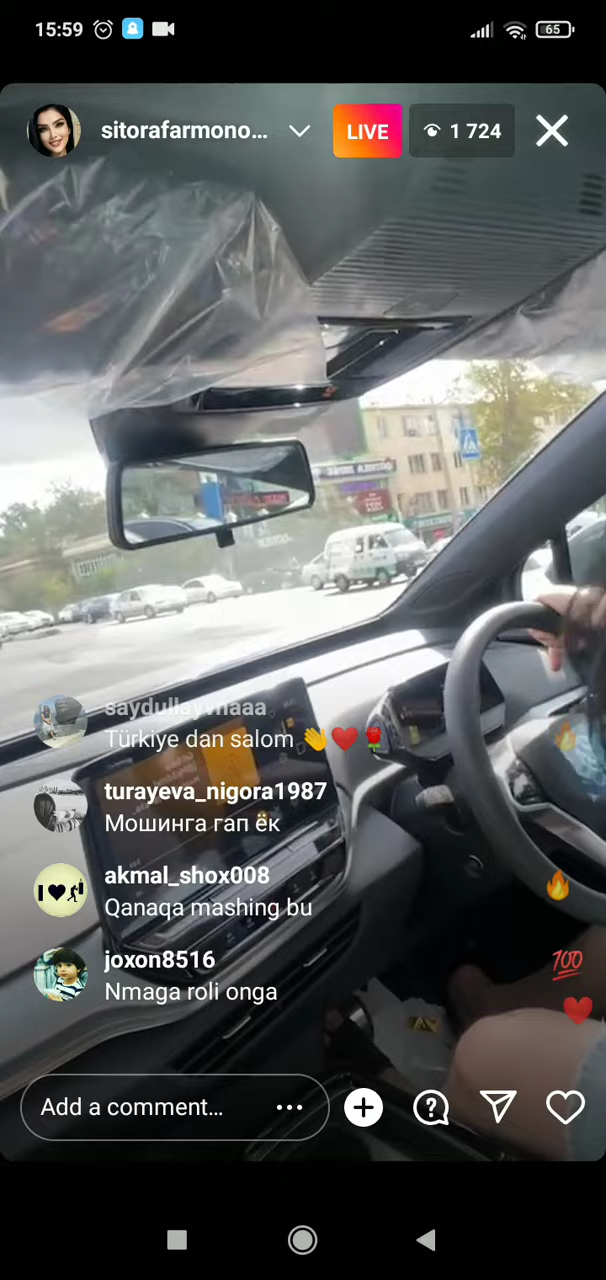 15:59
65
sitorafarmono...
LIVE
1 724
saydullayvnaaa
Türkiye dan salom 👋❤️🌹
turayeva_nigora1987
Мошинга гап ёк
akmal_shox008
Qanaqa mashing bu
joxon8516
Nmaga roli onga
💯
Add a comment...